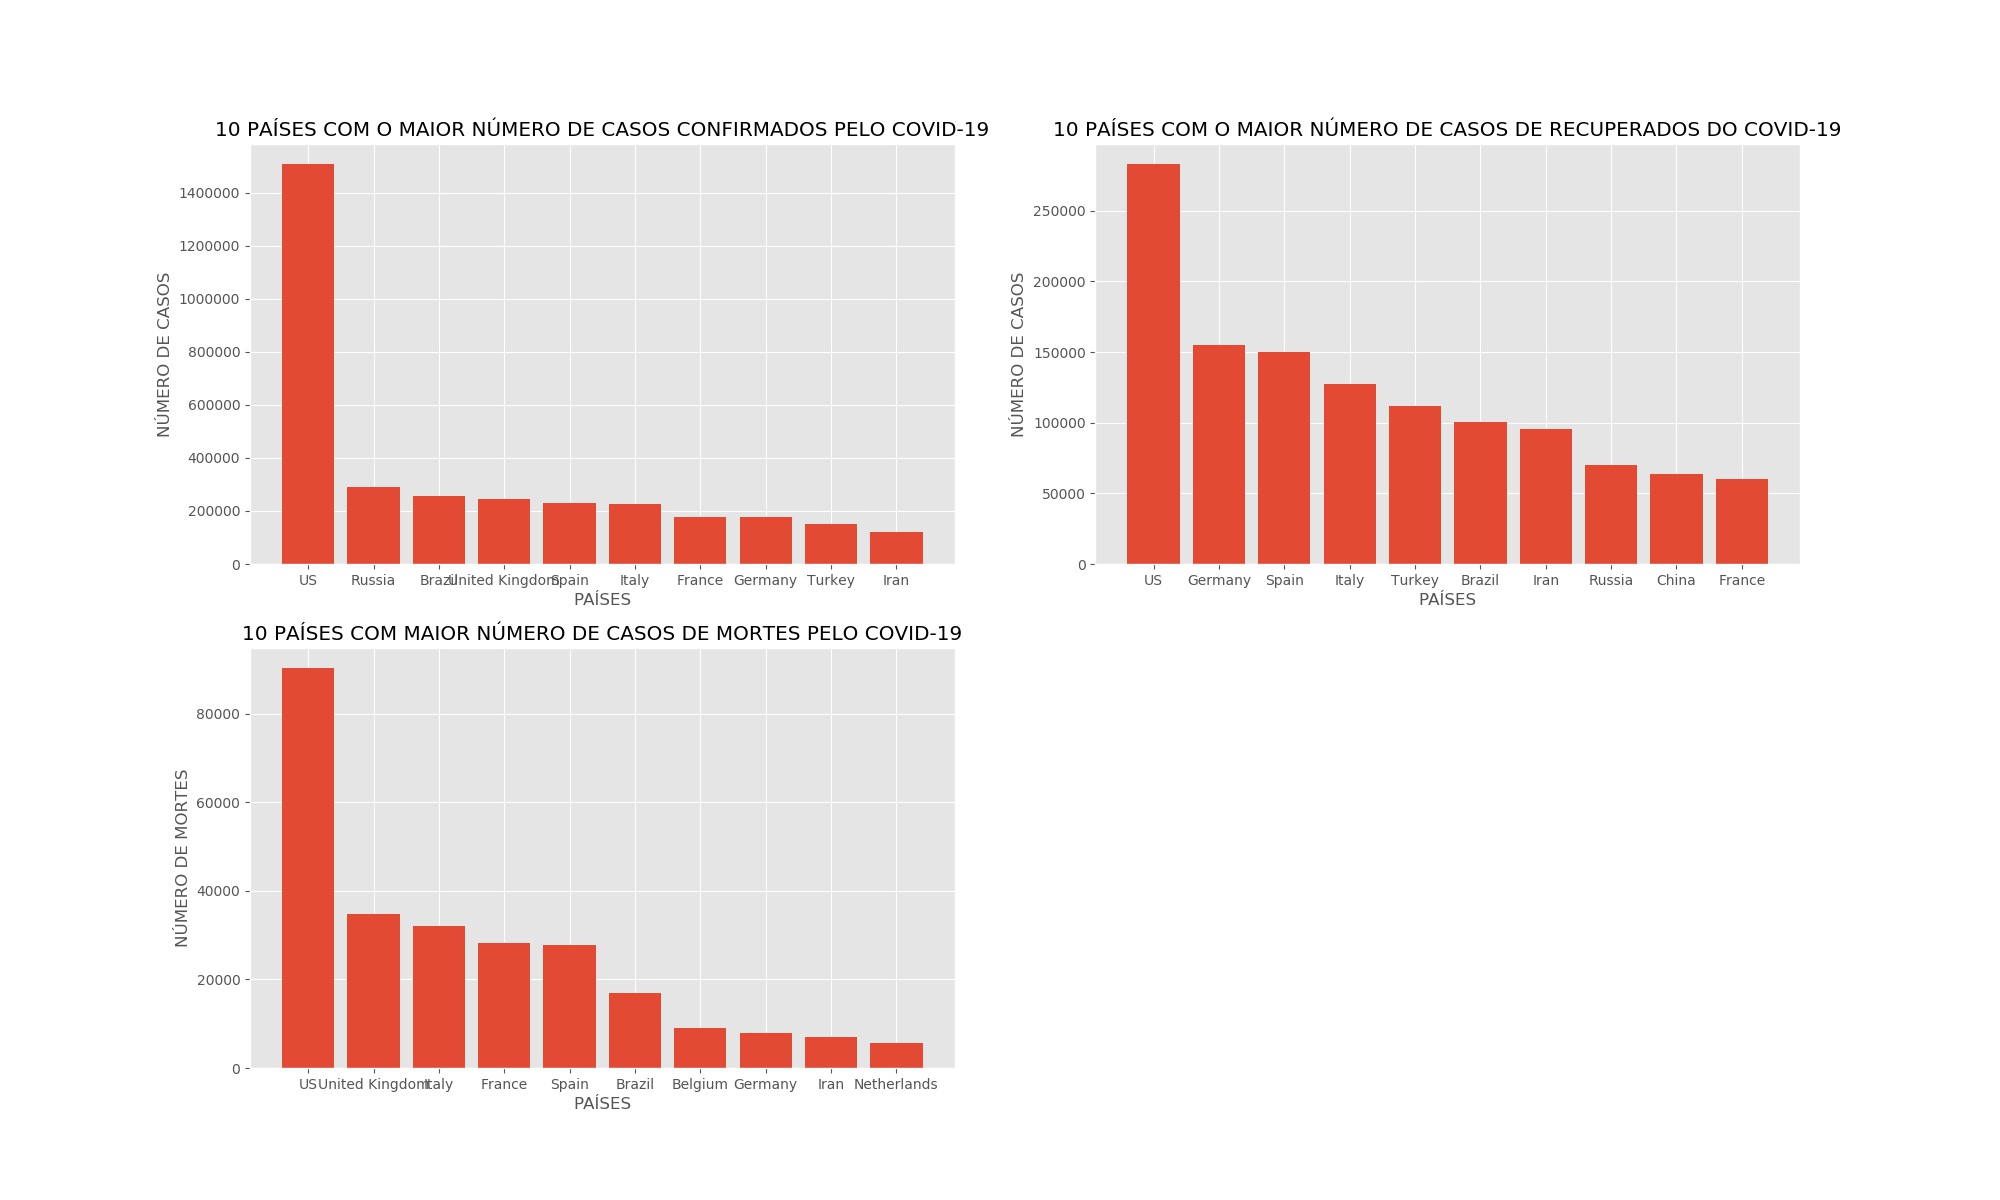 10 PAÍSES COM O MAIOR NÚMERO DE CASOS CONFIRMADOS PELO COVID-19
1400000
1200000
1000000
800000
600000
400000
200000
0
NÚMERO DE CASOS
US Russia Brazil United Kingdom Spain Italy France Germany Turkey Iran
PAÍSES
10 PAÍSES COM O MAIOR NÚMERO DE CASOS DE RECUPERADOS DO COVID-19
250000
200000
150000
100000
50000
0
NÚMERO DE CASOS
US Germany Spain Italy Turkey Brazil Iran Russia China France
PAÍSES
10 PAÍSES COM MAIOR NÚMERO DE CASOS DE MORTES PELO COVID-19
80000
60000
40000
20000
0
NÚMERO DE MORTES
US United Kingdom Italy France Spain Brazil Belgium Germany Iran Netherlands
PAÍSES